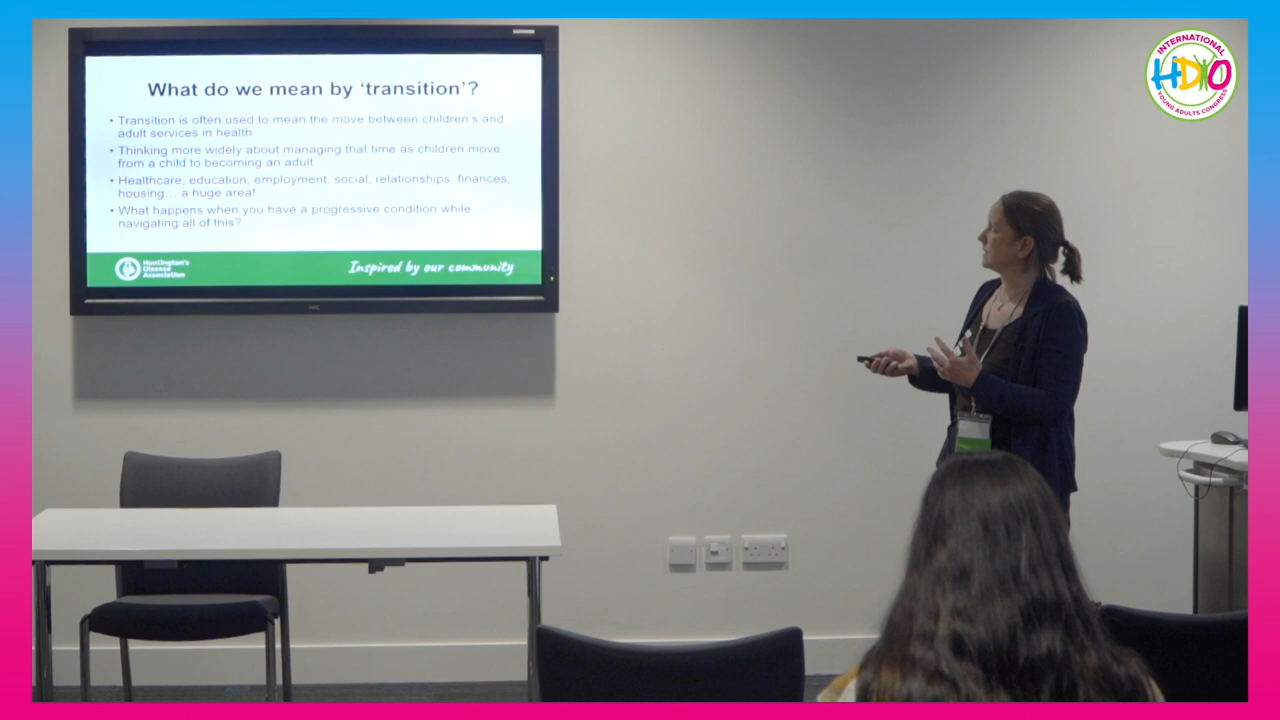 What do we mean by ‘transition’?
• Transition is often used to mean the move between children's and
adult services in health
• Thinking more widely about managing that time as children move
from a child to becoming an adult
• Healthcare, education, employment, social, relationships, finances,
housing… a huge area!
• What happens when you have a progressive condition while
navigating all of this?
Huntington's
Disease
Association
Inspired by our community
NEC
INTERNATIONAL
HDYO
YOUNG ADULTS CONGRESS